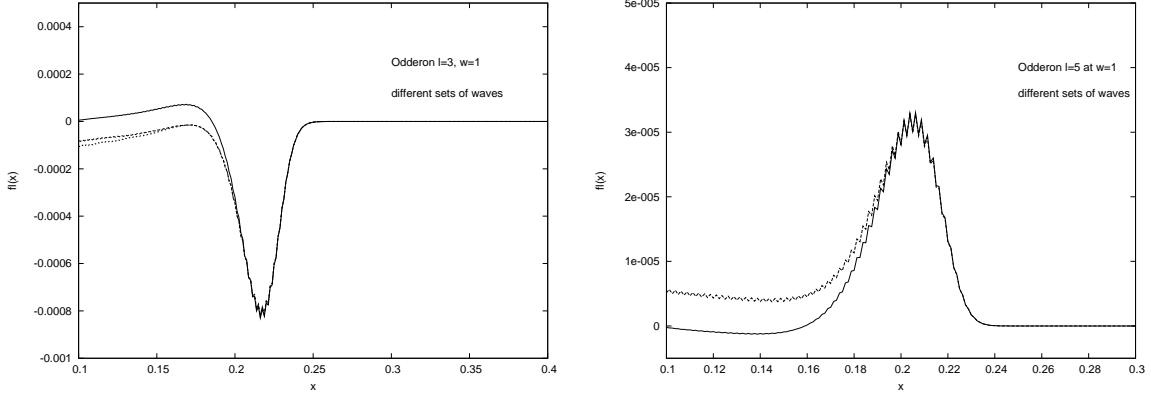 0.0004
0.0002
0
-0.0002
-0.0004
-0.0006
-0.0008
-0.001
fl(x)
Odderon l=3, w=1
different sets of waves
0.1 0.15 0.2 0.25 0.3 0.35 0.4
x
5e-005
4e-005
3e-005
2e-005
1e-005
0
fl(x)
Odderon l=5 at w=1
different sets of waves
0.1 0.12 0.14 0.16 0.18 0.2 0.22 0.24 0.26 0.28 0.3
x